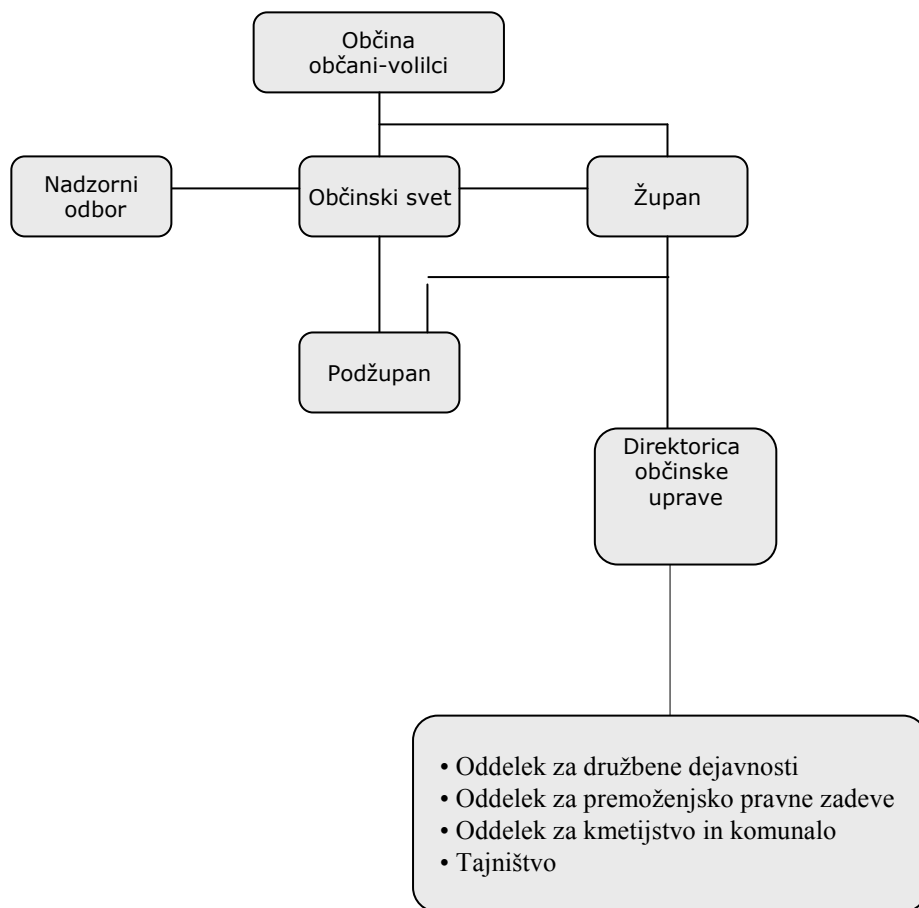 Občina
občani-volilci
Nadzorni
odbor
Občinski svet
Župan
Podžupan
Direktorica
občinske
uprave
• Oddelek za družbene dejavnosti
• Oddelek za premoženjsko pravne zadeve
• Oddelek za kmetijstvo in komunalo
• Tajništvo